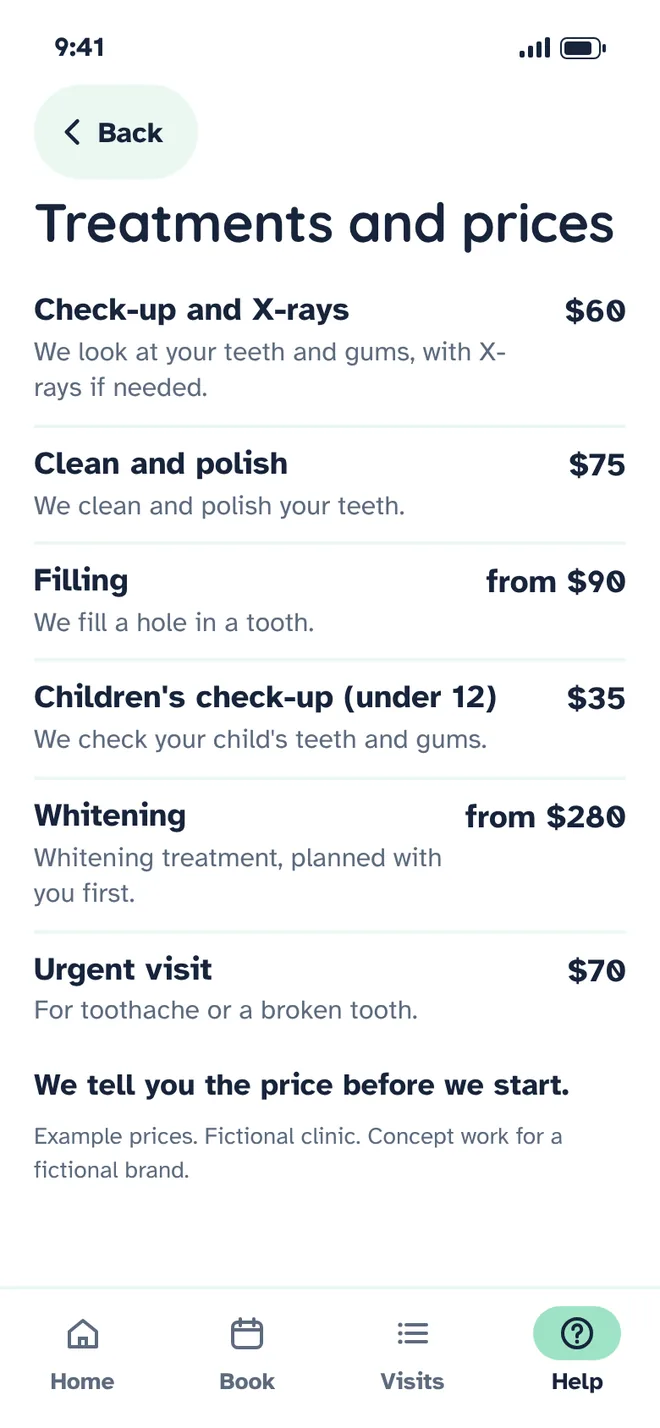 9:41
Back
Treatments and prices
Check-up and X-rays $60
We look at your teeth and gums, with X-
rays if needed.
Clean and polish $75
We clean and polish your teeth.
Filling from $90
We fill a hole in a tooth.
Children's check-up (under 12) $35
We check your child's teeth and gums.
Whitening from $280
Whitening treatment, planned with
you first.
Urgent visit $70
For toothache or a broken tooth.
We tell you the price before we start.
Example prices. Fictional clinic. Concept work for a
fictional brand.
Home Book Visits Help